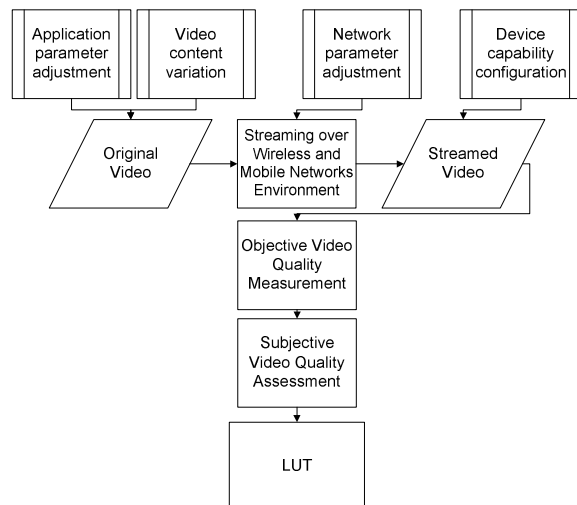 Application
parameter
adjustment
Video
content
variation
Network
parameter
adjustment
Device
capability
configuration
Original
Video
Streaming over
Wireless and
Mobile Networks
Environment
Streamed
Video
Objective Video
Quality
Measurement
Subjective
Video Quality
Assessment
LUT